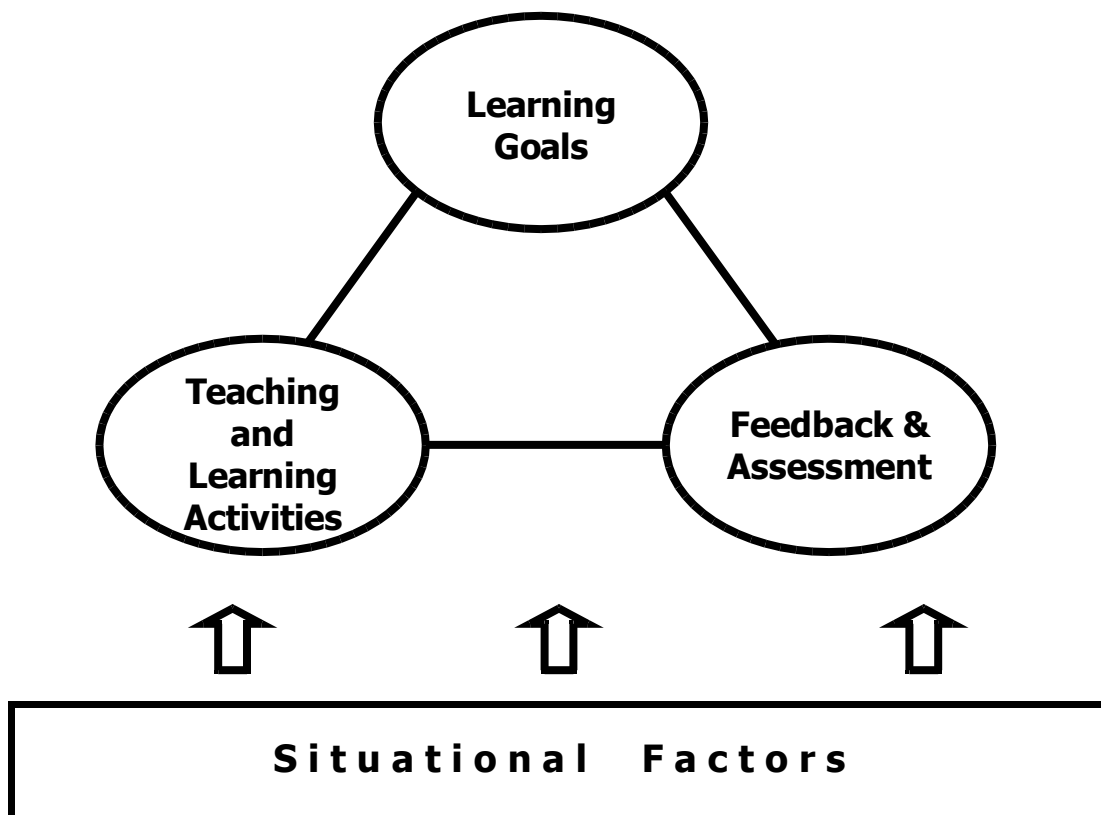 Learning
Goals
Teaching
and
Learning
Activities
Feedback &
Assessment
Situational Factors